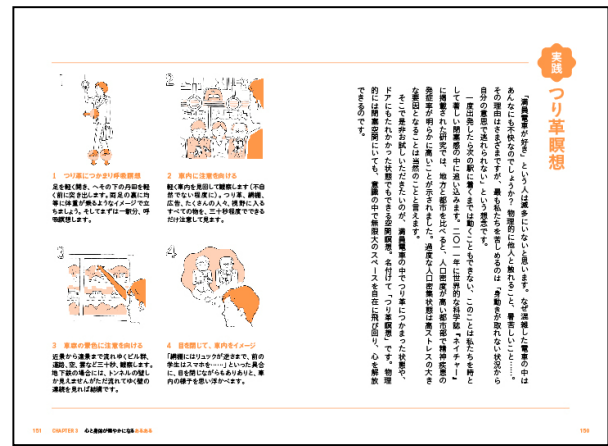 実践
つり革瞑想
「満員電車が好き」という人は滅多にいないと思います。なぜ混雑した電車の中は
あんなにも不快なのでしょうか？ 物理的に他人と触れること、暑苦しいこと……。
その理由はさまざまですが、最も私たちを苦しめるのは「身動きが取れない状況から
自分の意思で逃れられない」という想念です。
一度出発したら次の駅に着くまでは動くこともできない、このことは私たちを時と
して著しい閉塞感の中に追い込みます。二〇一一年に世界的な科学誌『ネイチャー』
に掲載された研究では、地方と都市を比べると、人口密度が高い都市部で精神疾患の
発症率が明らかに高いことが示されました。過度な人口密集状態は高ストレスの大き
な要因となることは当然のことと言えます。
そこで是非お試しいただきたいのが、満員電車の中でつり革につかまった状態や、
ドアにもたれかかった状態でもできる空間瞑想。名付けて「つり革瞑想」です。物理
的には閉塞空間にいても、意識の中で無限大のスペースを自在に飛び回り、心を解放
できるのです。
1
1 つり革につかまり呼吸瞑想
足を軽く開き、へその下の丹田を軽
く前に突き出します。両足の裏に均
等に体重が乗るようなイメージで立
ちましょう。そしてまずは一駅分、呼
吸瞑想します。
2
2 車内に注意を向ける
軽く車内を見回して観察します（不自
然でない程度に）。つり革、網棚、
広告、たくさんの人々、視野に入る
すべての物を、三十秒程度でできる
だけ注意して見ます。
3
3 車窓の景色に注意を向ける
近景から遠景まで流れゆくビル群、
道路、空、雲など三十秒、観察します。
地下鉄の場合には、トンネルの壁し
か見えませんがただ流れてゆく壁の
連続を見れば結構です。
4
4 目を閉じて、車内をイメージ
「網棚にはリュックが逆さまで、前の
学生はスマホを……」といった具合
に、目を閉じながらもありありと、車
内の様子を思い浮かべます。
151 CHAPTER 5 心と身体が健やかになるあるある
150